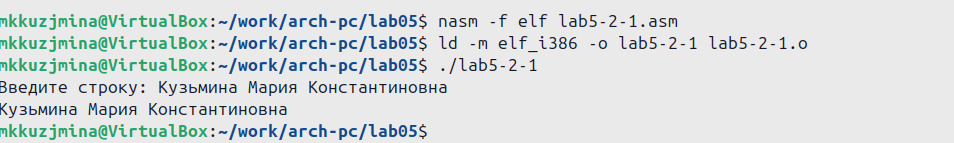 mkkuzjmina@VirtualBox:~/work/arch-pc/lab05$ nasm -f elf lab5-2-1.asm
mkkuzjmina@VirtualBox:~/work/arch-pc/lab05$ ld -m elf_i386 -o lab5-2-1 lab5-2-1.o
mkkuzjmina@VirtualBox:~/work/arch-pc/lab05$ ./lab5-2-1
Введите строку: Кузьмина Мария Константиновна
Кузьмина Мария Константиновна
mkkuzjmina@VirtualBox:~/work/arch-pc/lab05$